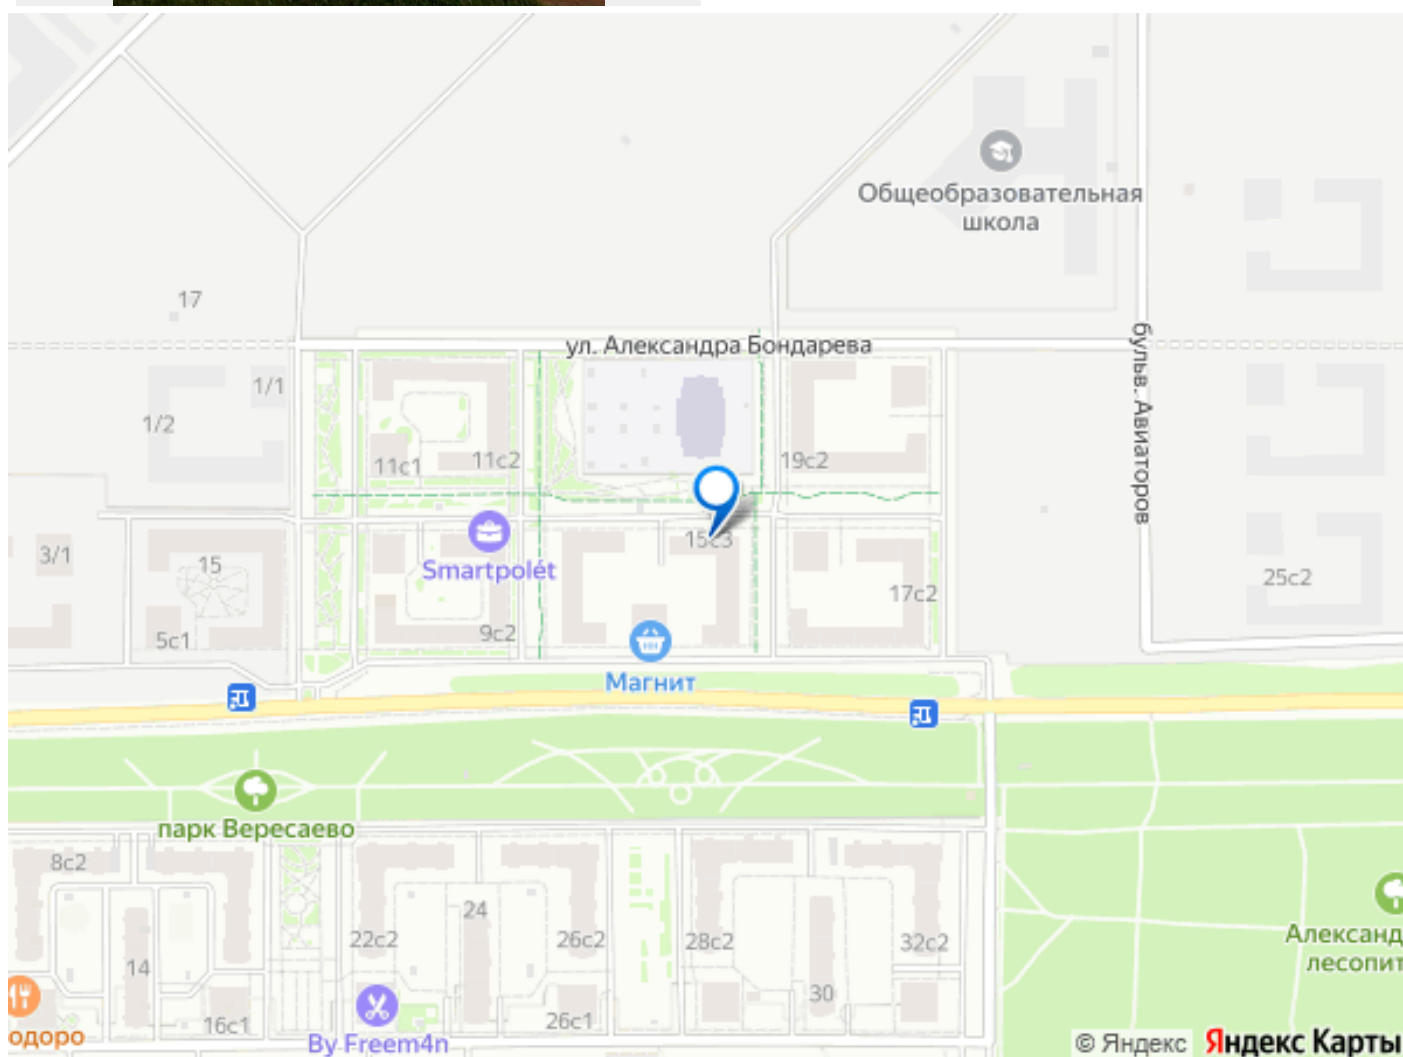 Общеобразовательная
школа
17
ул. Александра Бондарева
бульв. Авиаторов
1/1
1/2
11с1
11с2
19с2
15с3
3/1
15
Smartpolét
17с2
25с2
5с1
9с2
Магнит
парк Вересаево
8с2
24
22с2
26с2
28с2
32с2
Александ
лесопит
14
30
16с1
26с1
одоро
By Freem4n
© Яндекс Яндекс Карты